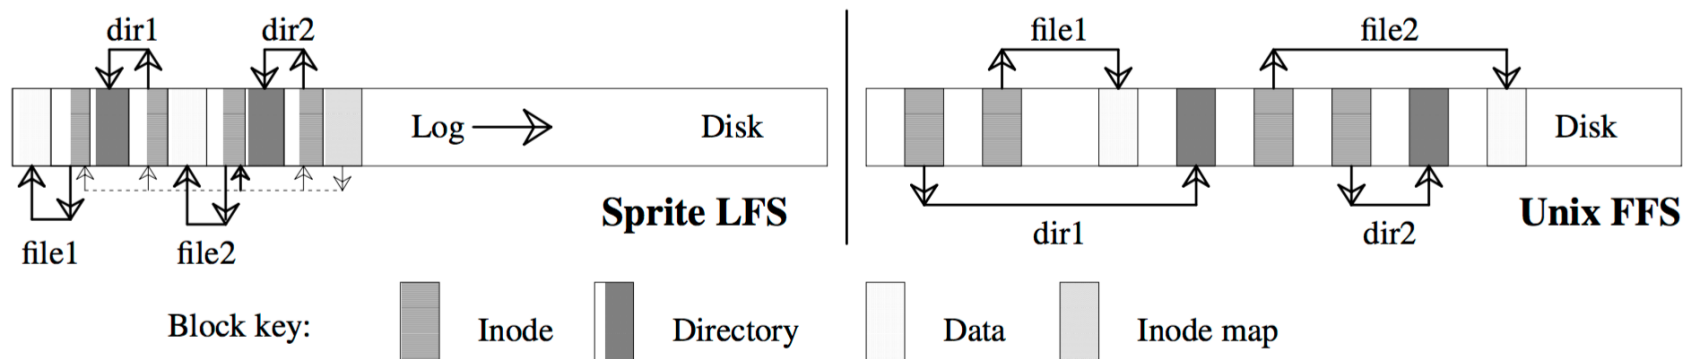 dir1 dir2
Log Disk
Sprite LFS
file1 file2
file1 file2
Disk
Unix FFS
dir1 dir2
Block key: Inode Directory Data Inode map